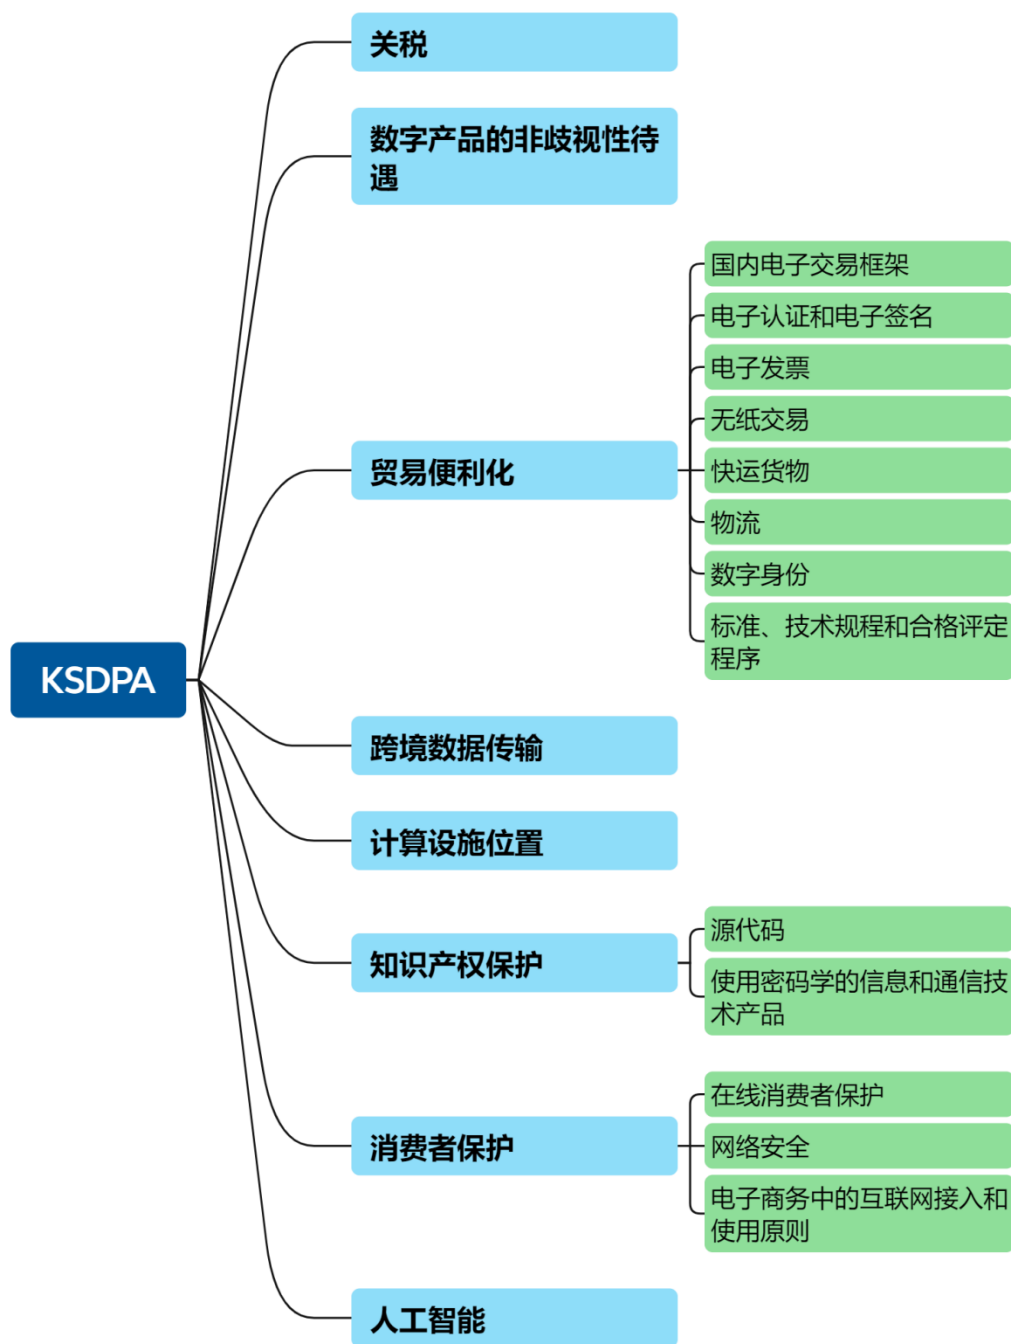 关税
数字产品的非歧视性待
遇
国内电子交易框架
电子认证和电子签名
电子发票
无纸交易
贸易便利化
快运货物
物流
数字身份
标准、技术规程和合格评定
程序
KSDPA
跨境数据传输
计算设施位置
源代码
知识产权保护
使用密码学的信息和通信技
术产品
在线消费者保护
消费者保护
网络安全
电子商务中的互联网接入和
使用原则
人工智能